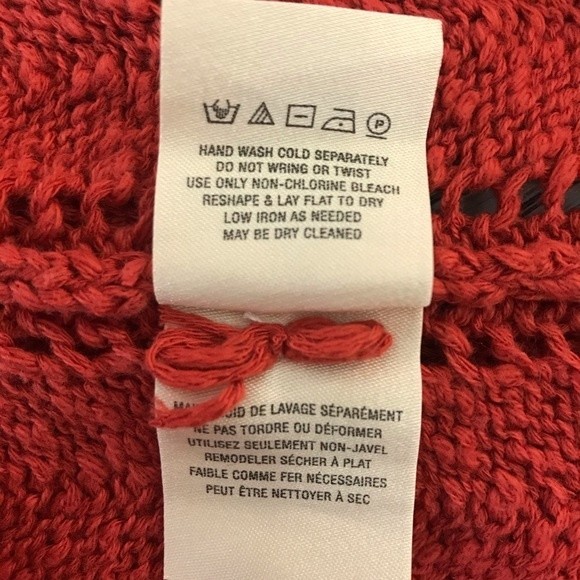 P
HAND WASH COLD SEPARATELY
DO NOT WRING OR TWIST
USE ONLY NON-CHLORINE BLEACH
RESHAPE & LAY FLAT TO DRY
LOW IRON AS NEEDED
MAY BE DRY CLEANED
DE LAVAGE SÉPARÉMENT
NE PAS TORDRE OU DÉFORMER
UTILISEZ SEULEMENT NON-JAVEL
REMODELER SÉCHER À PLAT
FAIBLE COMME FER NÉCESSAIRES
PEUT ÊTRE NETTOYER À SEC